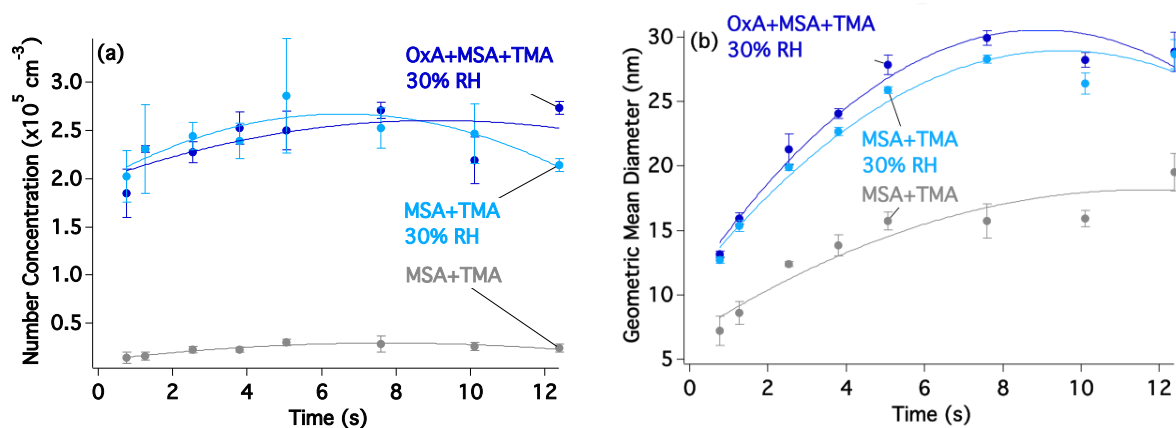 (a)
OxA+MSA+TMA
30% RH
MSA+TMA
30% RH
MSA+TMA
Number Concentration (x10⁵ cm⁻³)
3.0
2.5
2.0
1.5
1.0
0.5
0
2
4
6
8
10
12
Time (s)
(b)
OxA+MSA+TMA
30% RH
MSA+TMA
30% RH
MSA+TMA
Geometric Mean Diameter (nm)
30
25
20
15
10
5
0
2
4
6
8
10
12
Time (s)